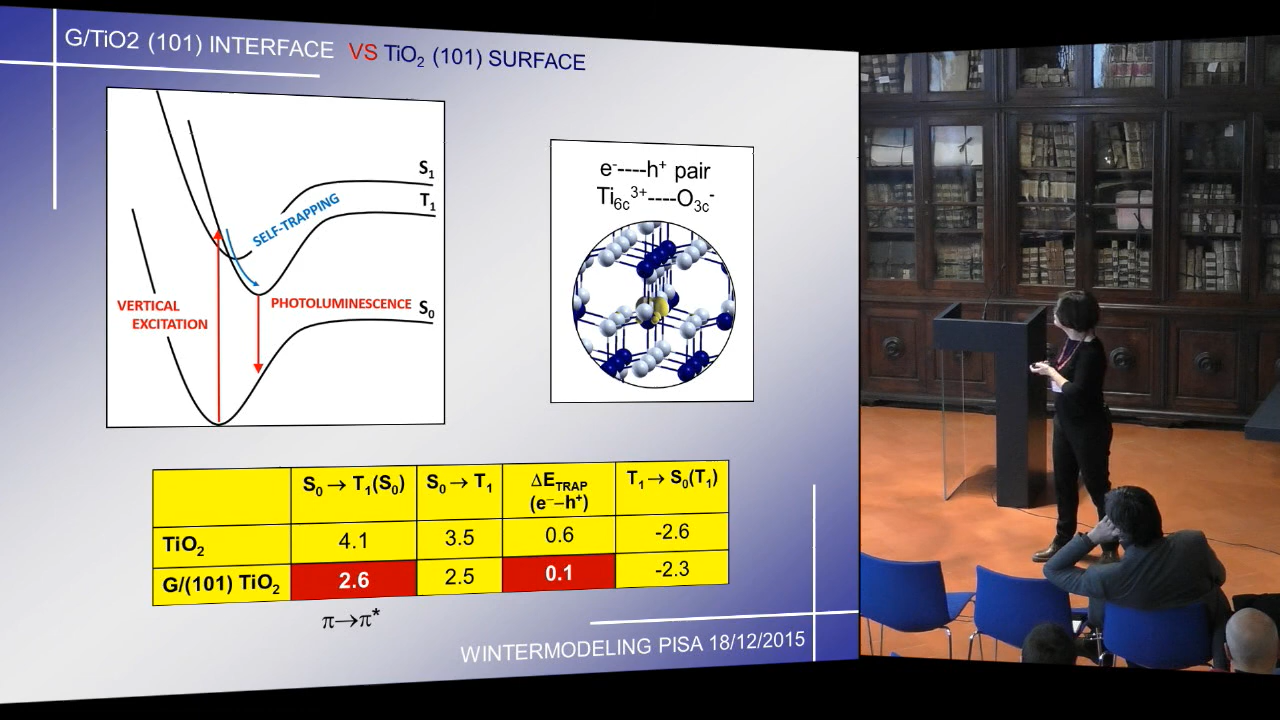 G/TiO2 (101) INTERFACE VS TiO₂ (101) SURFACE
S₁
T₁
SELF-TRAPPING
VERTICAL
EXCITATION
PHOTOLUMINESCENCE
S₀
e⁻----h⁺ pair
Ti₆c³⁺----O₃c⁻
S₀→T₁(S₀) S₀→T₁ ΔE_TRAP (e⁻–h⁺) T₁→S₀(T₁)
TiO₂ 4.1 3.5 0.6 -2.6
G/(101) TiO₂ 2.6 2.5 0.1 -2.3
π→π*
WINTERMODELING PISA 18/12/2015